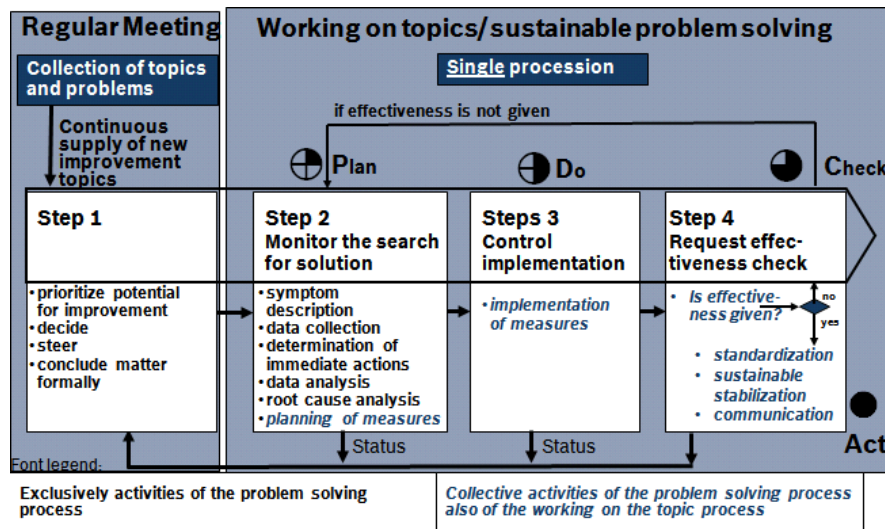 Regular Meeting
Working on topics/sustainable problem solving
Collection of topics
and problems
Single procession
if effectiveness is not given
Continuous
supply of new
improvement
topics
Plan
Do
Check
Step 1
• prioritize potential
for improvement
• decide
• steer
• conclude matter
formally
Step 2
Monitor the search
for solution
• symptom
description
• data collection
• determination of
immediate actions
• data analysis
• root cause analysis
• planning of measures
Steps 3
Control
implementation
• implementation
of measures
Step 4
Request effec-
tiveness check
• Is effective-
ness given?
no
yes
• standardization
• sustainable
stabilization
• communication
Act
Status
Status
Font legend:
Exclusively activities of the problem solving
process
Collective activities of the problem solving process
also of the working on the topic process